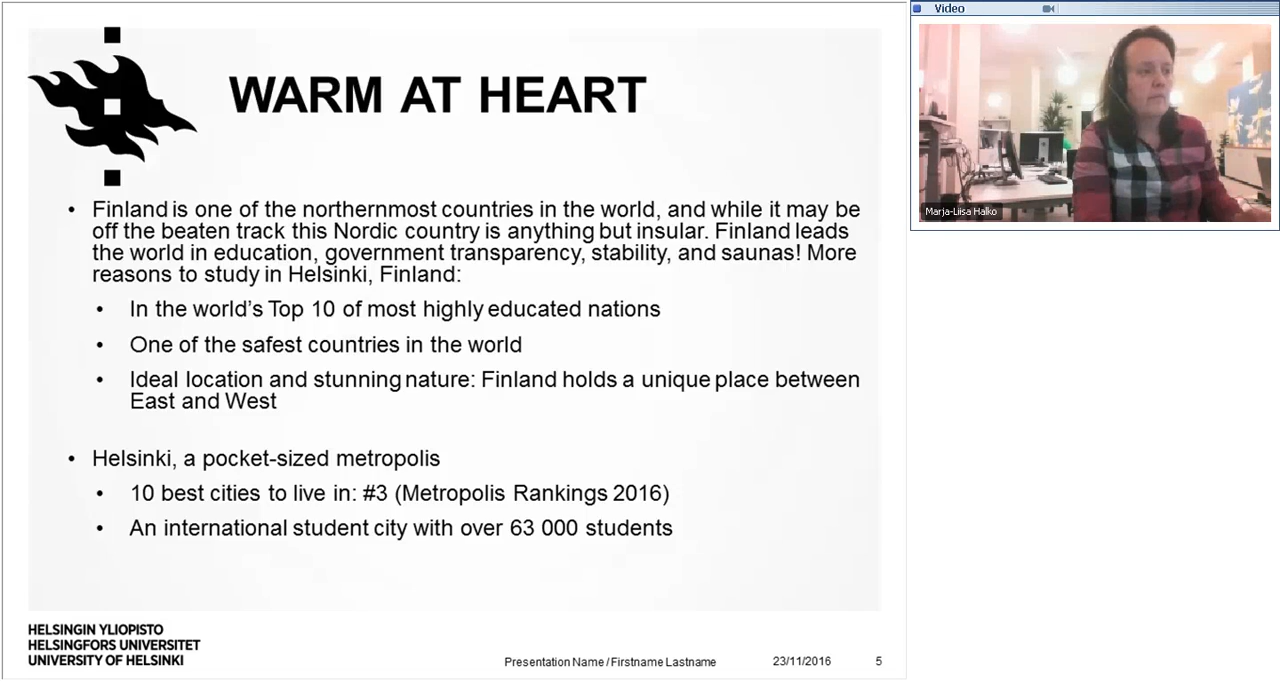 WARM AT HEART
• Finland is one of the northernmost countries in the world, and while it may be
off the beaten track this Nordic country is anything but insular. Finland leads
the world in education, government transparency, stability, and saunas! More
reasons to study in Helsinki, Finland:
• In the world's Top 10 of most highly educated nations
• One of the safest countries in the world
• Ideal location and stunning nature: Finland holds a unique place between
East and West
• Helsinki, a pocket-sized metropolis
• 10 best cities to live in: #3 (Metropolis Rankings 2016)
• An international student city with over 63 000 students
HELSINGIN YLIOPISTO
HELSINGFORS UNIVERSITET
UNIVERSITY OF HELSINKI
Presentation Name / Firstname Lastname 23/11/2016 5
Video
Marja-Liisa Halko